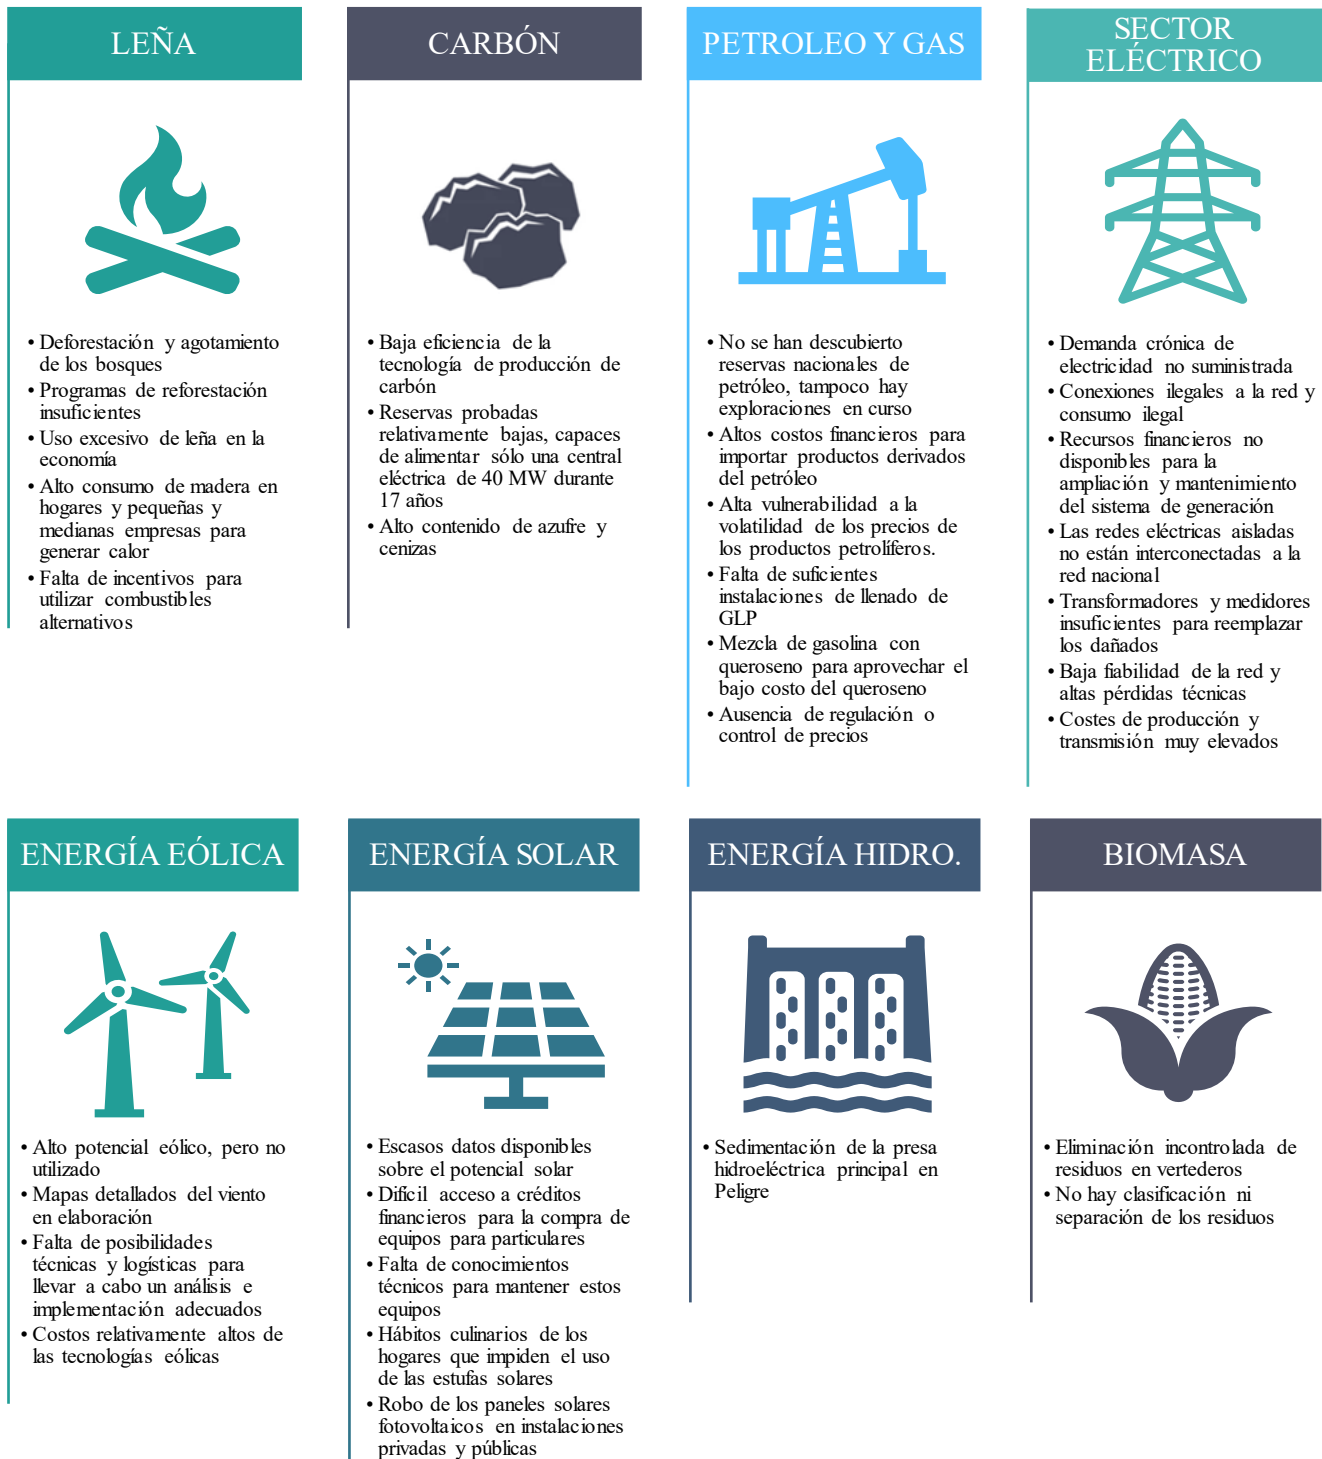 LEÑA
• Deforestación y agotamiento
de los bosques
• Programas de reforestación
insuficientes
• Uso excesivo de leña en la
economía
• Alto consumo de madera en
hogares y pequeñas y
medianas empresas para
generar calor
• Falta de incentivos para
utilizar combustibles
alternativos
CARBÓN
• Baja eficiencia de la
tecnología de producción de
carbón
• Reservas probadas
relativamente bajas, capaces
de alimentar sólo una central
eléctrica de 40 MW durante
17 años
• Alto contenido de azufre y
cenizas
PETROLEO Y GAS
• No se han descubierto
reservas nacionales de
petróleo, tampoco hay
exploraciones en curso
• Altos costos financieros para
importar productos derivados
del petróleo
• Alta vulnerabilidad a la
volatilidad de los precios de
los productos petrolíferos.
• Falta de suficientes
instalaciones de llenado de
GLP
• Mezcla de gasolina con
queroseno para aprovechar el
bajo costo del queroseno
• Ausencia de regulación o
control de precios
SECTOR
ELÉCTRICO
• Demanda crónica de
electricidad no suministrada
• Conexiones ilegales a la red y
consumo ilegal
• Recursos financieros no
disponibles para la
ampliación y mantenimiento
del sistema de generación
• Las redes eléctricas aisladas
no están interconectadas a la
red nacional
• Transformadores y medidores
insuficientes para reemplazar
los dañados
• Baja fiabilidad de la red y
altas pérdidas técnicas
• Costes de producción y
transmisión muy elevados
ENERGÍA EÓLICA
• Alto potencial eólico, pero no
utilizado
• Mapas detallados del viento
en elaboración
• Falta de posibilidades
técnicas y logísticas para
llevar a cabo un análisis e
implementación adecuados
• Costos relativamente altos de
las tecnologías eólicas
ENERGÍA SOLAR
• Escasos datos disponibles
sobre el potencial solar
• Difícil acceso a créditos
financieros para la compra de
equipos para particulares
• Falta de conocimientos
técnicos para mantener estos
equipos
• Hábitos culinarios de los
hogares que impiden el uso
de las estufas solares
• Robo de los paneles solares
fotovoltaicos en instalaciones
privadas y públicas
ENERGÍA HIDRO.
• Sedimentación de la presa
hidroeléctrica principal en
Peligre
BIOMASA
• Eliminación incontrolada de
residuos en vertederos
• No hay clasificación ni
separación de los residuos